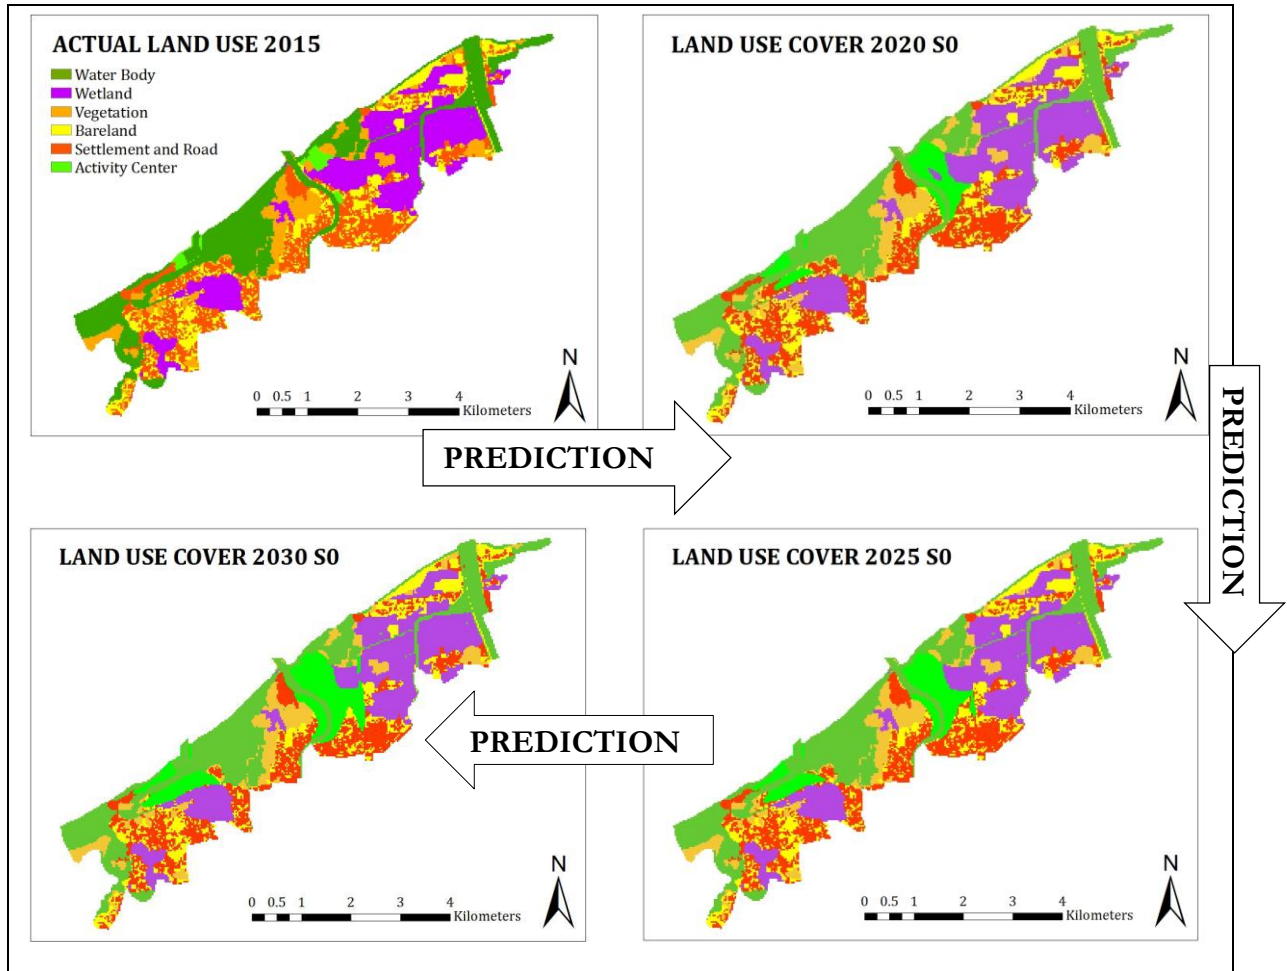 ACTUAL LAND USE 2015
Water Body
Wetland
Vegetation
Bareland
Settlement and Road
Activity Center
N
0 0.5 1 2 3 4
Kilometers
LAND USE COVER 2020 S0
N
0 0.5 1 2 3 4
Kilometers
PREDICTION
PREDICTION
LAND USE COVER 2030 S0
N
0 0.5 1 2 3 4
Kilometers
PREDICTION
LAND USE COVER 2025 S0
N
0 0.5 1 2 3 4
Kilometers